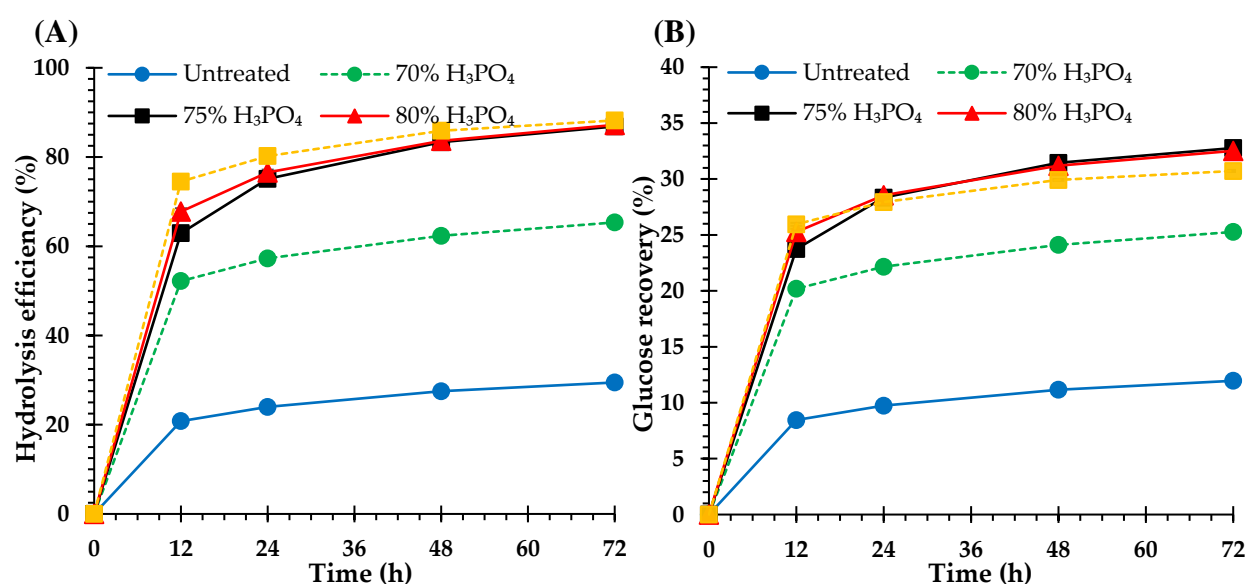 (A)
Untreated 70% H₃PO₄
75% H₃PO₄ 80% H₃PO₄
Hydrolysis efficiency (%)
100
80
60
40
20
0
0 12 24 36 48 60 72
Time (h)
(B)
Untreated 70% H₃PO₄
75% H₃PO₄ 80% H₃PO₄
Glucose recovery (%)
40
35
30
25
20
15
10
5
0
0 12 24 36 48 60 72
Time (h)